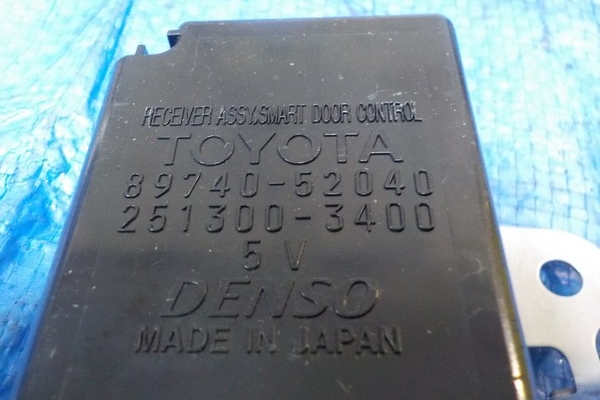 RECEIVER ASSY,SMART DOOR CONTROL
TOYOTA
89740-52040
251300-3400
5 V
DENSO
MADE IN JAPAN